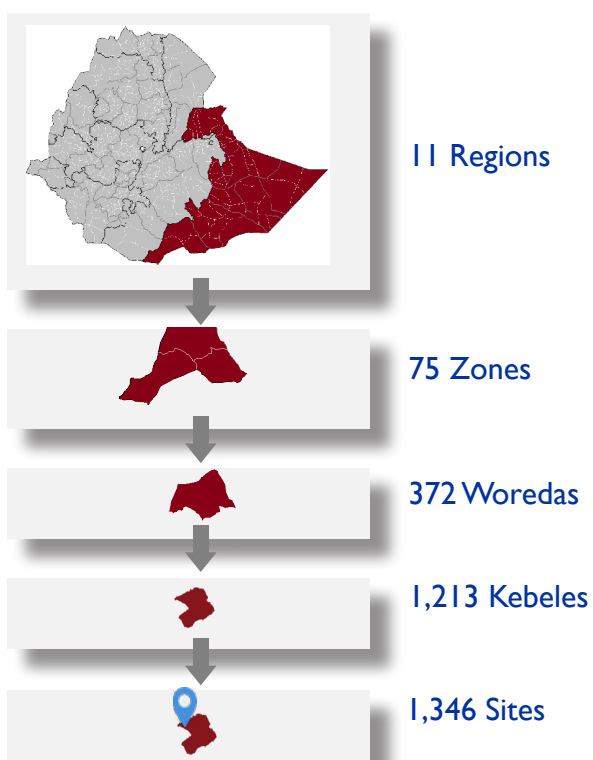 11 Regions
75 Zones
372 Woredas
1,213 Kebeles
1,346 Sites